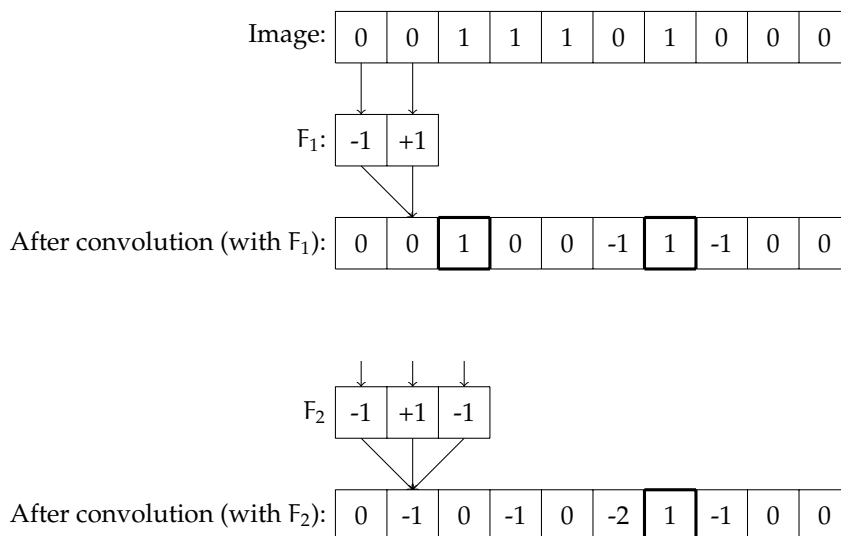 Image: 0 0 1 1 1 0 1 0 0 0
F1: -1 +1
After convolution (with F1): 0 0 1 0 0 -1 1 -1 0 0
F2 -1 +1 -1
After convolution (with F2): 0 -1 0 -1 0 -2 1 -1 0 0